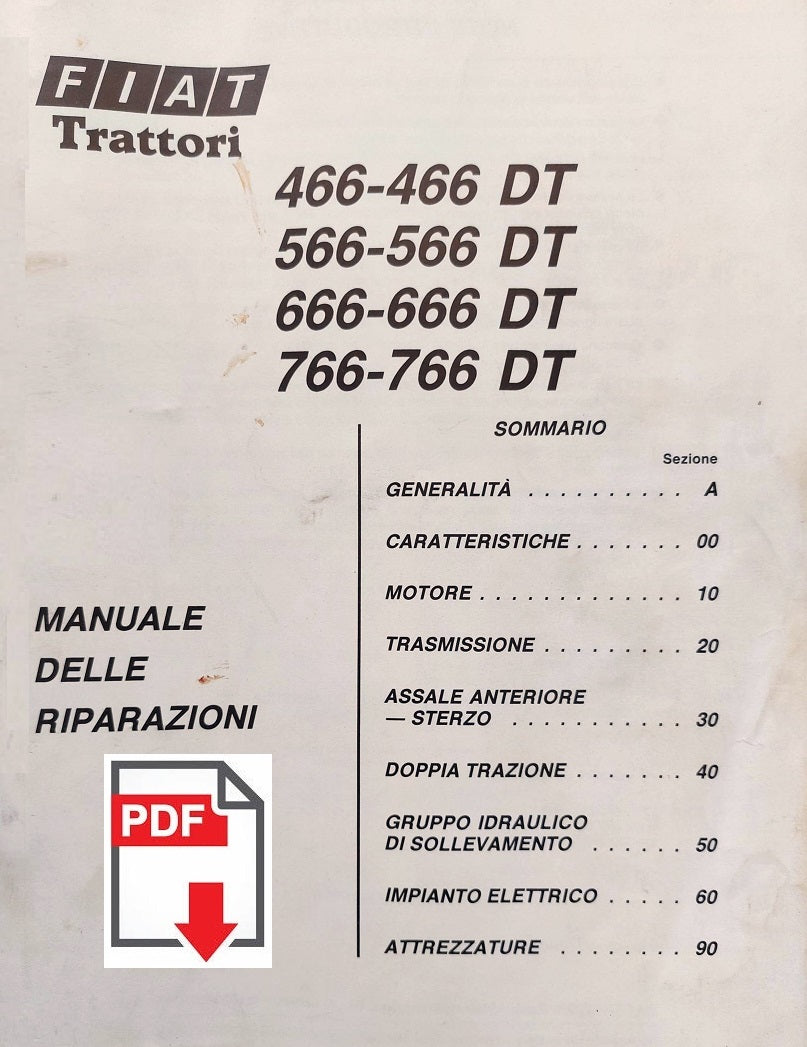 FIAT
Trattori
466-466 DT
566-566 DT
666-666 DT
766-766 DT
SOMMARIO
Sezione
GENERALITÀ . . . . . . . . . . A
CARATTERISTICHE . . . . . . . 00
MOTORE . . . . . . . . . . . . . 10
TRASMISSIONE . . . . . . . . . 20
ASSALE ANTERIORE
— STERZO . . . . . . . . . . . 30
DOPPIA TRAZIONE . . . . . . . 40
GRUPPO IDRAULICO
DI SOLLEVAMENTO . . . . . . 50
IMPIANTO ELETTRICO . . . . . 60
ATTREZZATURE . . . . . . . . 90
MANUALE
DELLE
RIPARAZIONI
PDF